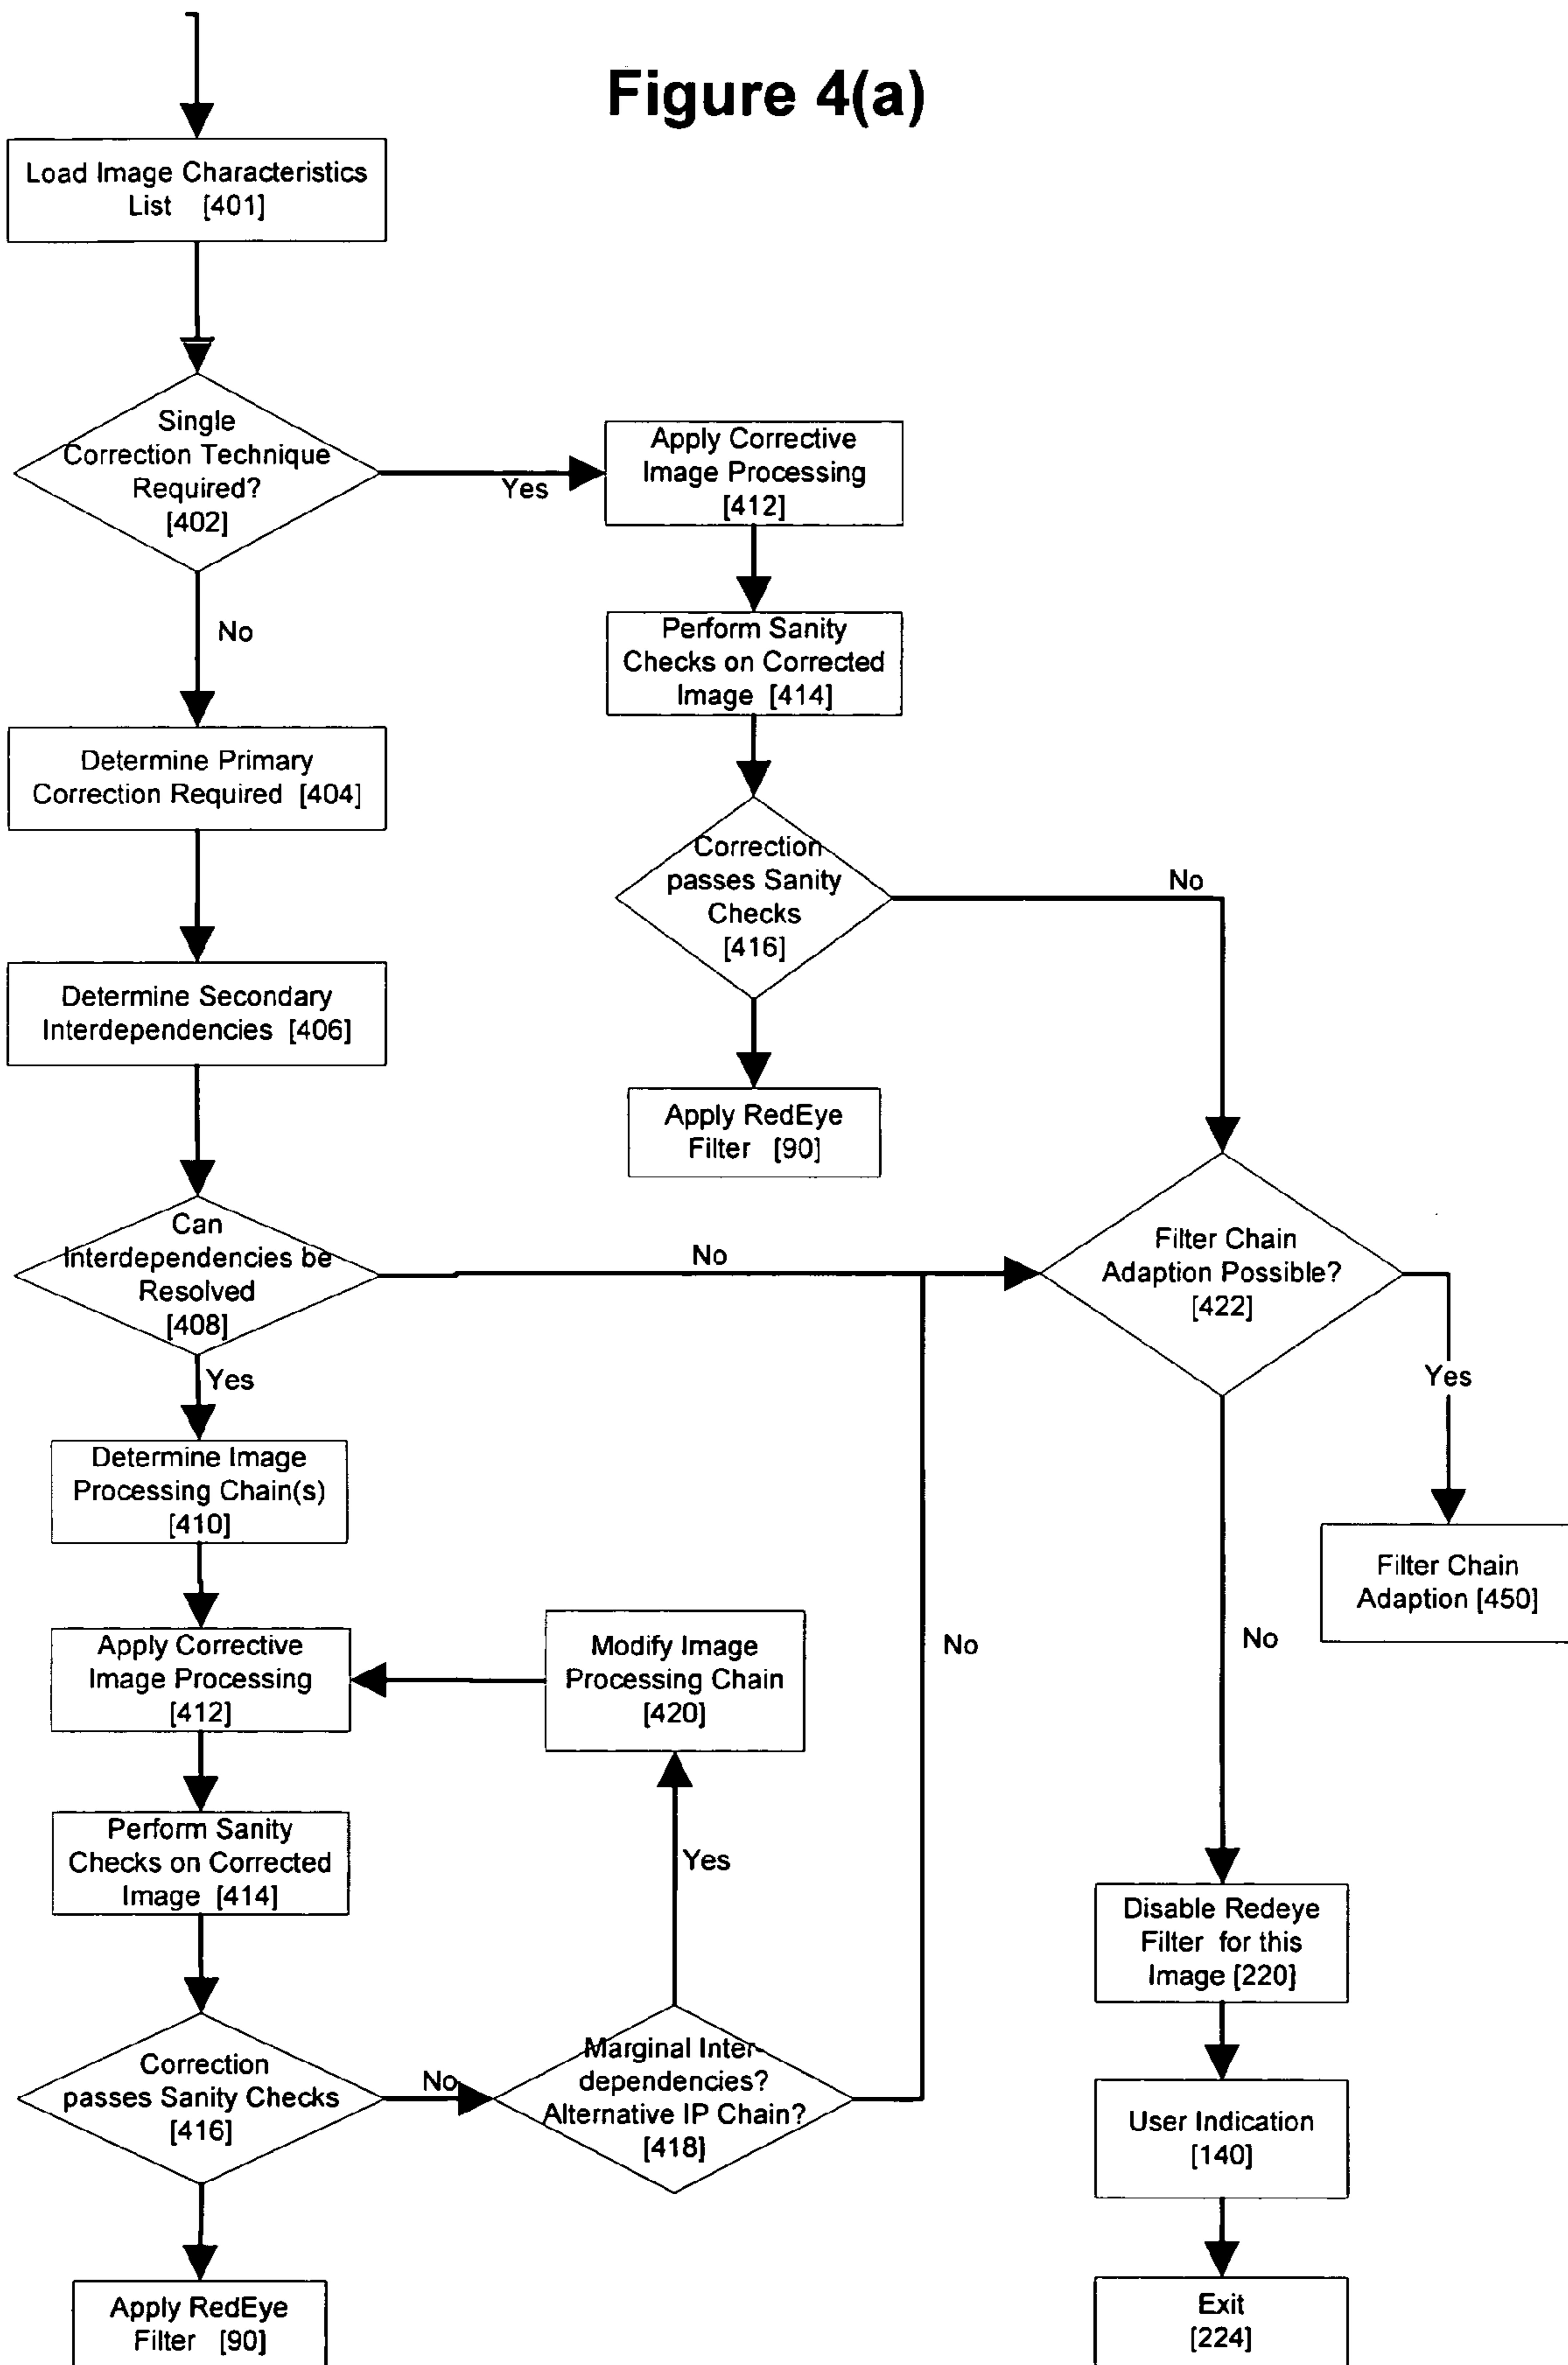 Figure 4(a)
Load Image Characteristics
List [401]
Single
Correction Technique
Required?
[402]
Yes
Apply Corrective
Image Processing
[412]
No
Perform Sanity
Checks on Corrected
Image [414]
Determine Primary
Correction Required [404]
Correction
passes Sanity
Checks
[416]
No
Determine Secondary
Interdependencies [406]
Apply RedEye
Filter [90]
Can
Interdependencies be
Resolved
[408]
No
Filter Chain
Adaption Possible?
[422]
Yes
Yes
Determine Image
Processing Chain(s)
[410]
Filter Chain
Adaption [450]
Apply Corrective
Image Processing
[412]
Modify Image
Processing Chain
[420]
No
No
Perform Sanity
Checks on Corrected
Image [414]
Yes
Disable Redeye
Filter for this
Image [220]
Correction
passes Sanity Checks
[416]
No
Marginal Inter-
dependencies?
Alternative IP Chain?
[418]
User Indication
[140]
Apply RedEye
Filter [90]
Exit
[224]